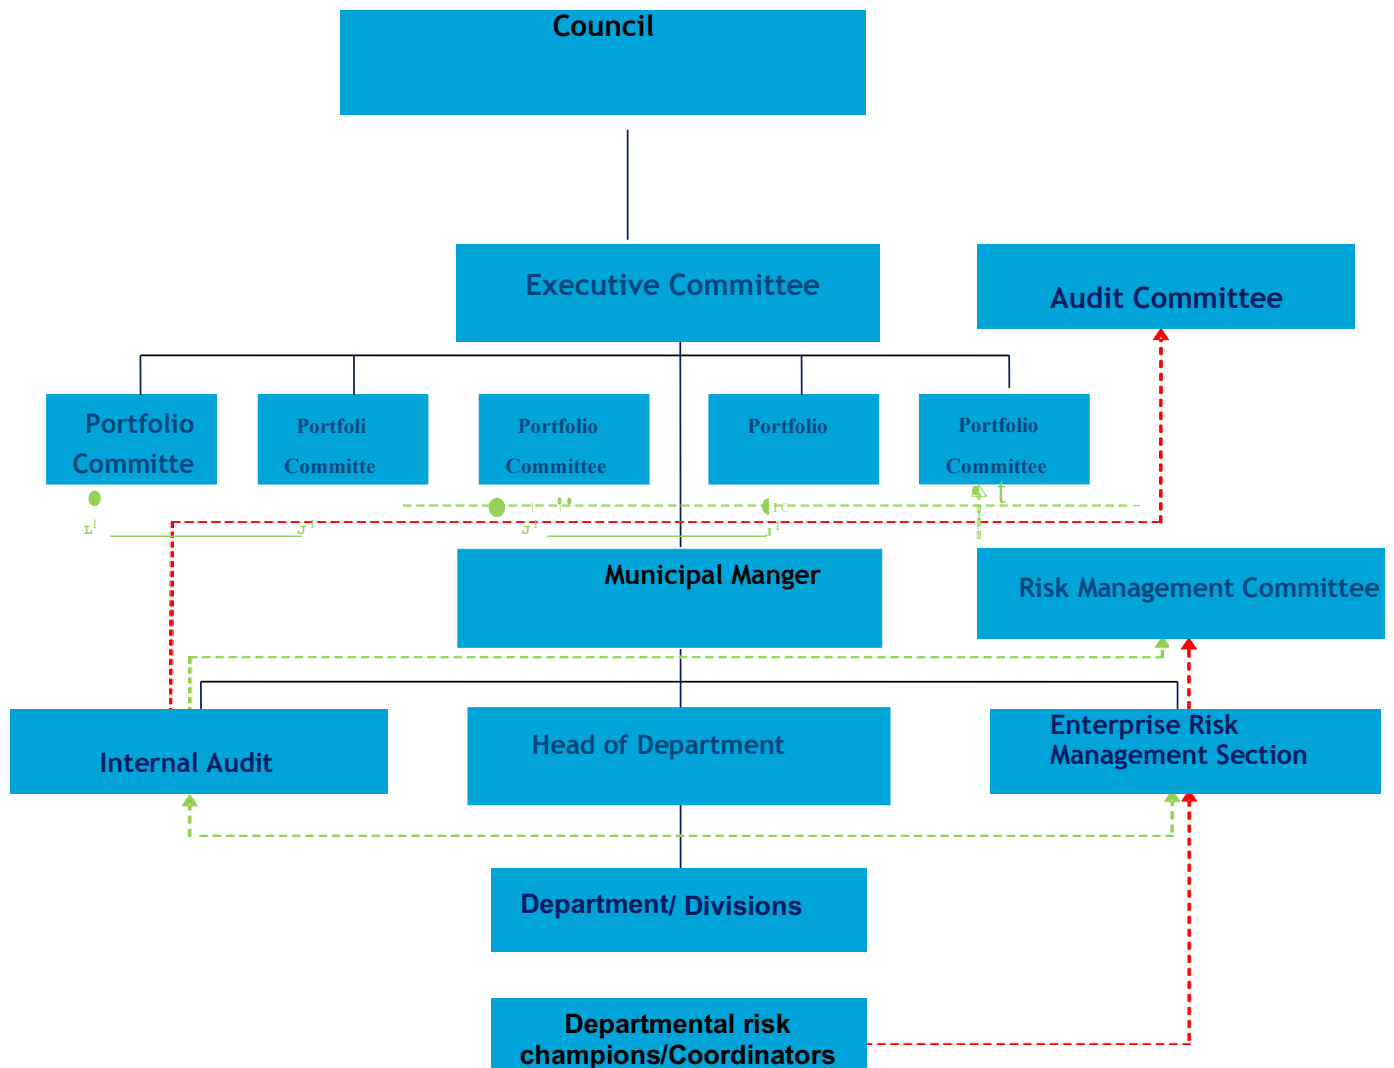 Council
Executive Committee
Audit Committee
Portfolio
Committe
Portfoli
Committe
Portfolio
Committee
Portfolio
Portfolio
Committee
t
Municipal Manger
Risk Management Committee
Internal Audit
Head of Department
Enterprise Risk
Management Section
Department/ Divisions
Departmental risk
champions/Coordinators